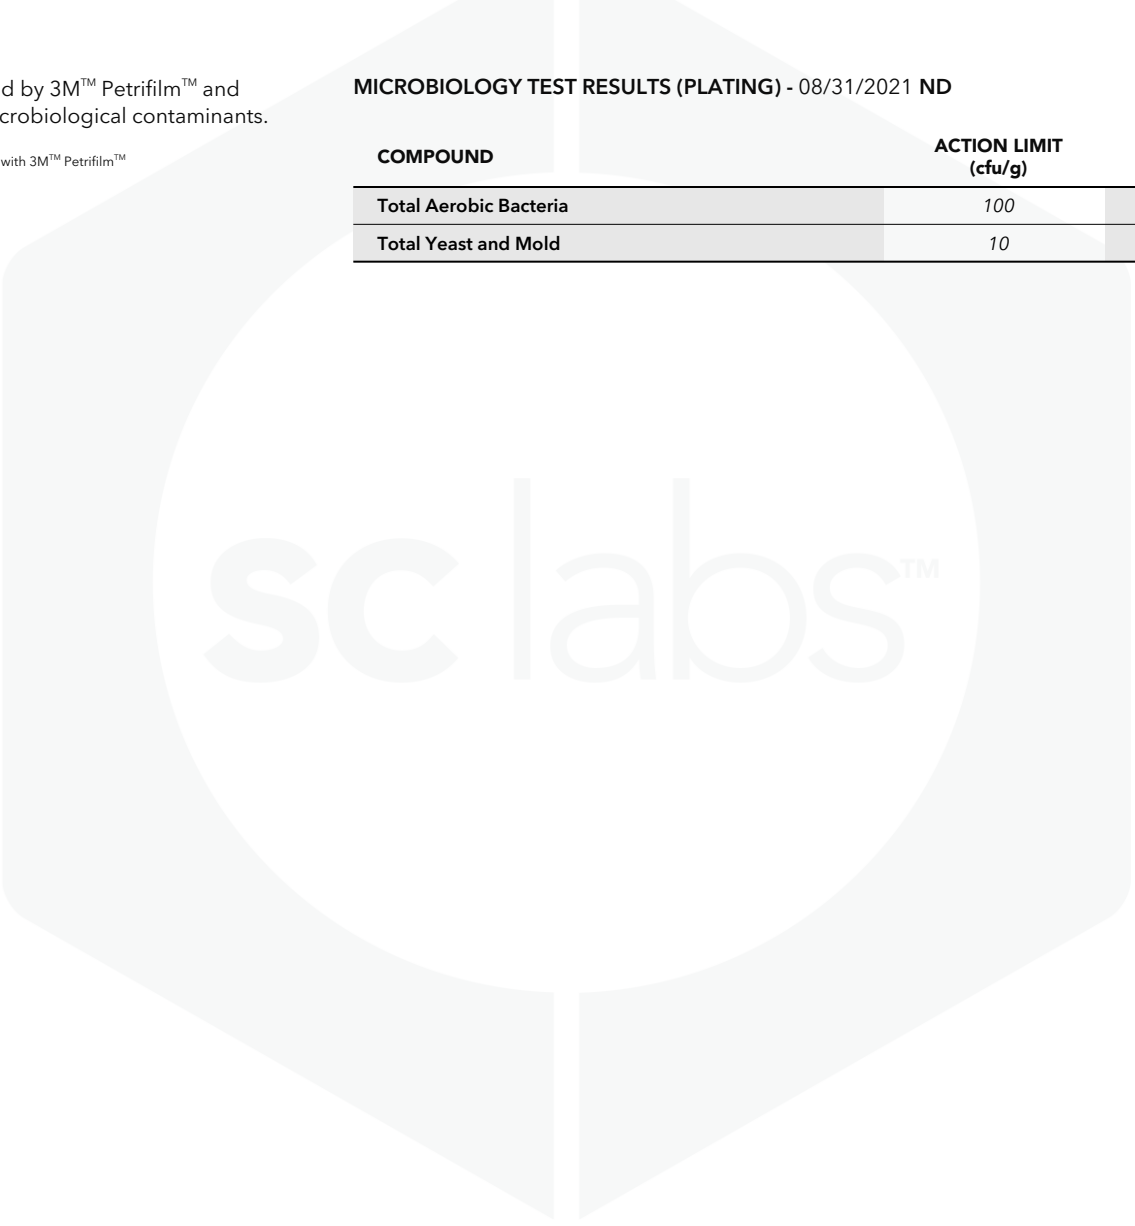 d by 3M™ Petrifilm™ and
crobiological contaminants.
with 3M™ Petrifilm™
MICROBIOLOGY TEST RESULTS (PLATING) - 08/31/2021 ND
COMPOUND ACTION LIMIT (cfu/g)
Total Aerobic Bacteria 100
Total Yeast and Mold 10
sc labs™